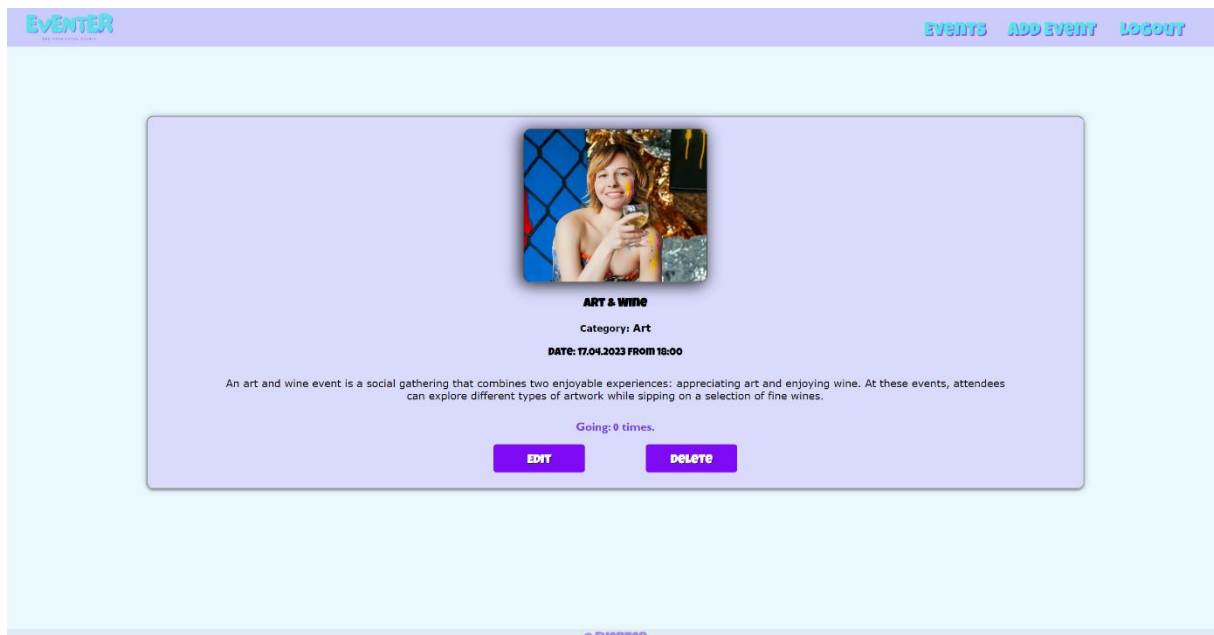 EVENTER
Events Add Event Logout
Art & Wine
Category: Art
Date: 17.04.2023 from 18:00
An art and wine event is a social gathering that combines two enjoyable experiences: appreciating art and enjoying wine. At these events, attendees
can explore different types of artwork while sipping on a selection of fine wines.
Going: 0 times.
Edit Delete